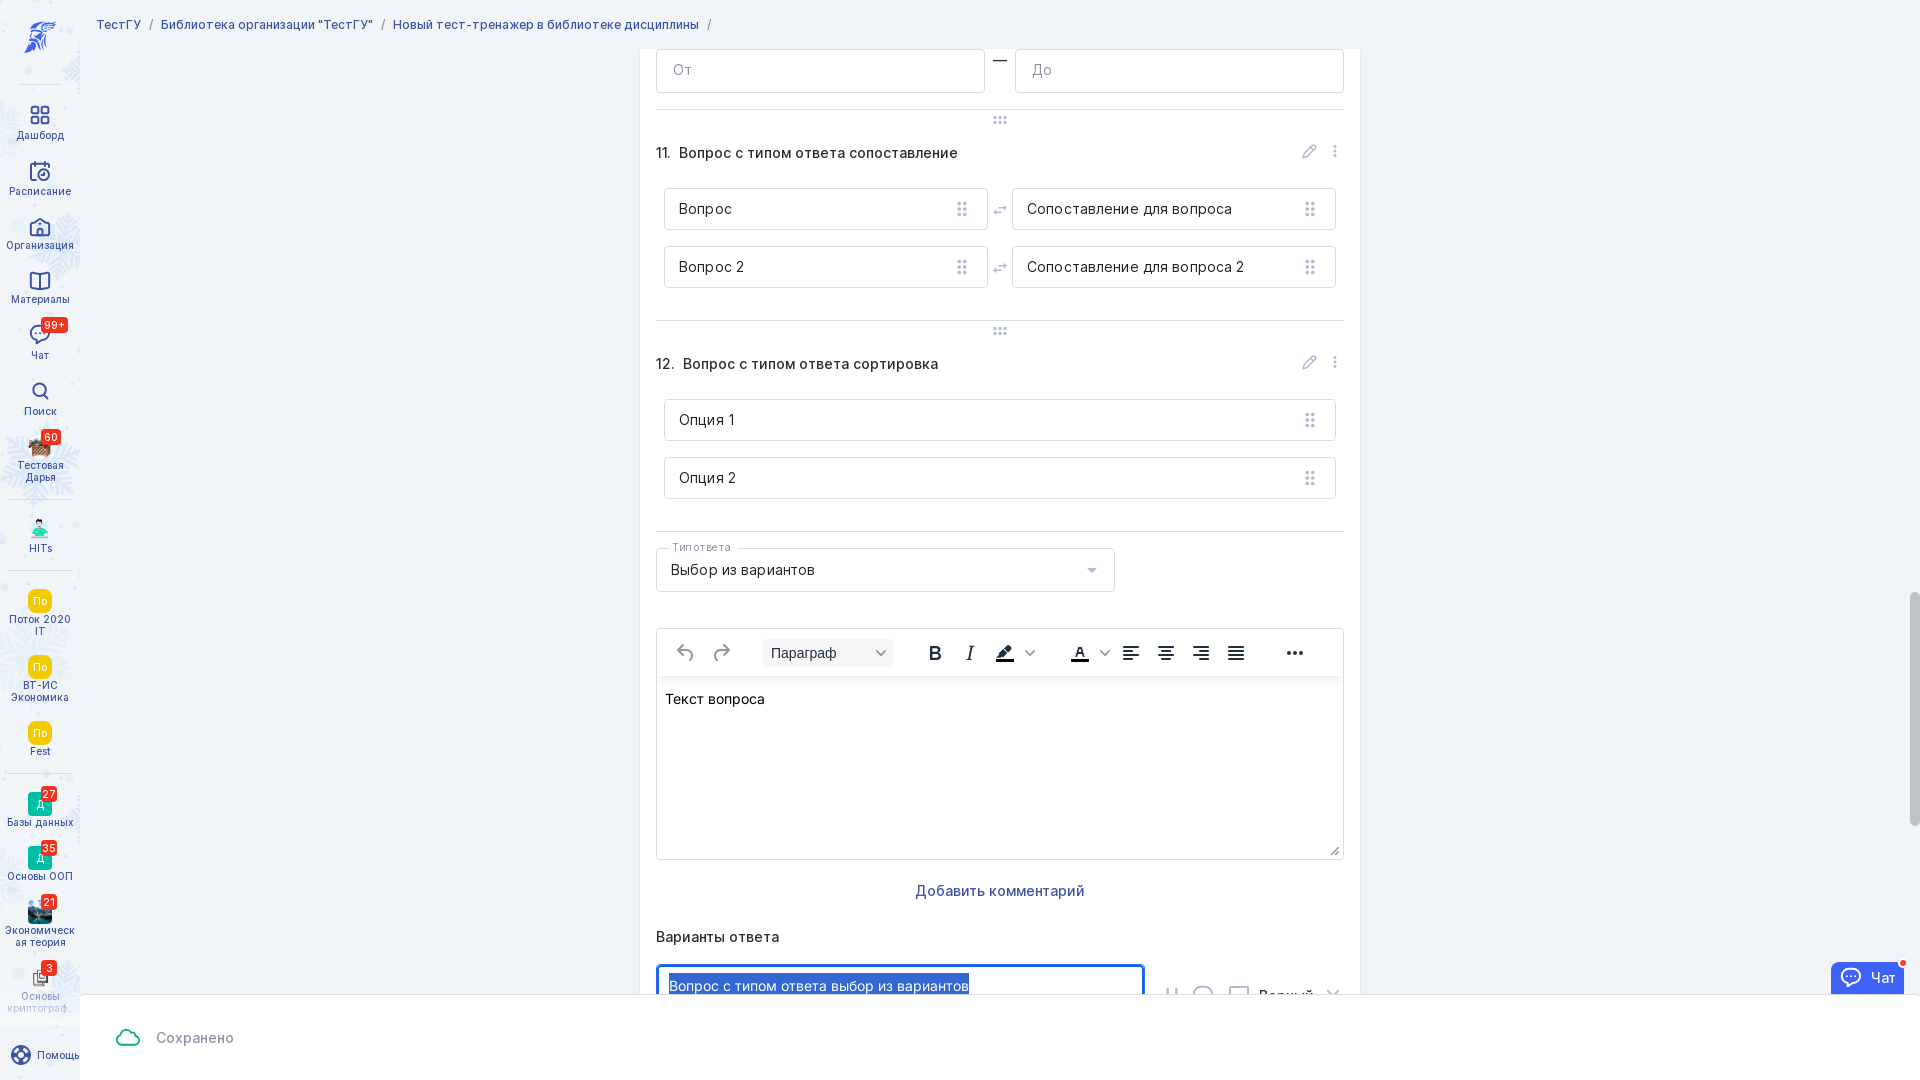 ТестГУ / Библиотека организации "ТестГУ" / Новый тест-тренажер в библиотеке дисциплины /
Дашборд
Расписание
Организация
Материалы
99+
Чат
Поиск
60
Тестовая
Дарья
HITs
По
Поток 2020
IT
По
ВТ-ИС
Экономика
По
Fest
27
Д
Базы данных
35
Д
Основы ООП
21
Экономическ
ая теория
3
Основы
криптограф...
Помощь
От
—
До
11. Вопрос с типом ответа сопоставление
Вопрос
Сопоставление для вопроса
Вопрос 2
Сопоставление для вопроса 2
12. Вопрос с типом ответа сортировка
Опция 1
Опция 2
Тип ответа
Выбор из вариантов
Параграф
Текст вопроса
Добавить комментарий
Варианты ответа
Вопрос с типом ответа выбор из вариантов
Верный
Чат
Сохранено